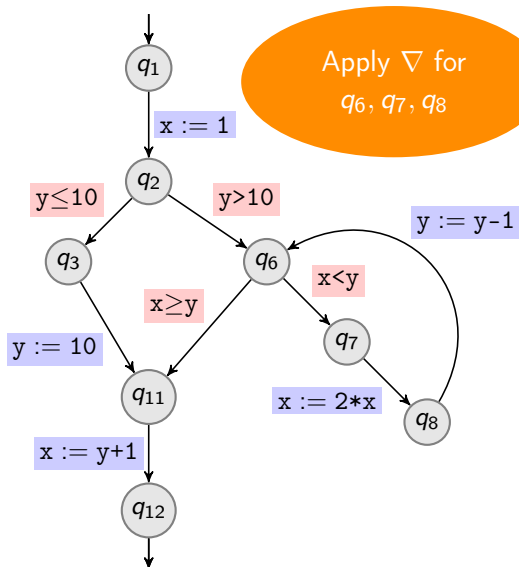 q1
Apply ∇ for
q6, q7, q8
x := 1
q2
y≤10
y>10
y := y-1
q3
q6
x<y
x≥y
q7
y := 10
x := 2*x
q11
q8
x := y+1
q12